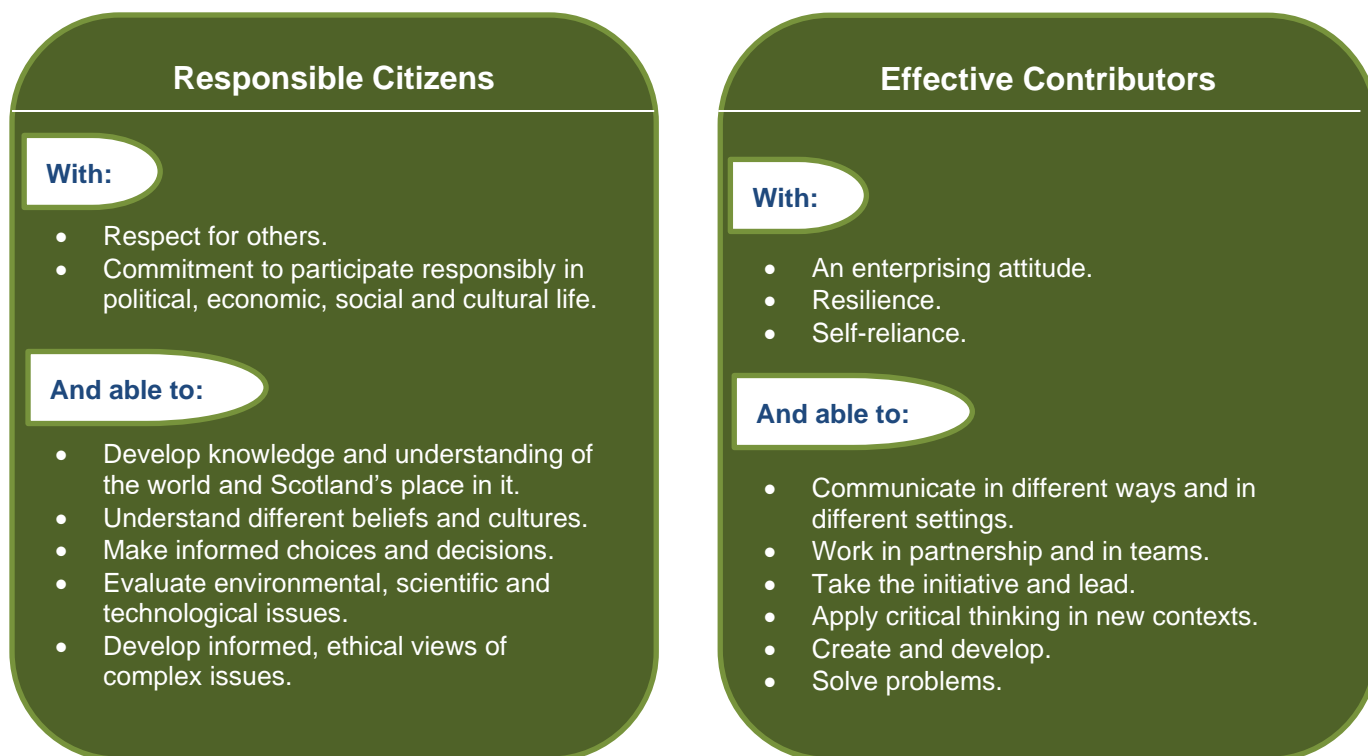 Responsible Citizens
With:
• Respect for others.
• Commitment to participate responsibly in
political, economic, social and cultural life.
And able to:
• Develop knowledge and understanding of
the world and Scotland’s place in it.
• Understand different beliefs and cultures.
• Make informed choices and decisions.
• Evaluate environmental, scientific and
technological issues.
• Develop informed, ethical views of
complex issues.
Effective Contributors
With:
• An enterprising attitude.
• Resilience.
• Self-reliance.
And able to:
• Communicate in different ways and in
different settings.
• Work in partnership and in teams.
• Take the initiative and lead.
• Apply critical thinking in new contexts.
• Create and develop.
• Solve problems.